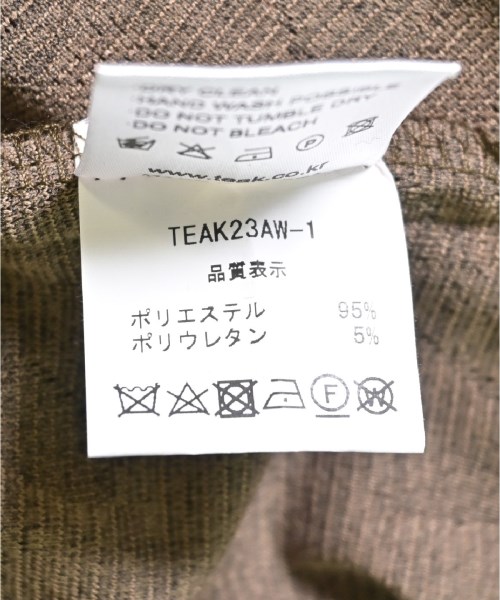 DRY CLEAN
HAND WASH POSSIBLE
DO NOT TUMBLE DRY
DO NOT BLEACH
P
www.teak.co.kr
TEAK23AW-1
品質表示
ポリエステル 95%
ポリウレタン 5%
F W